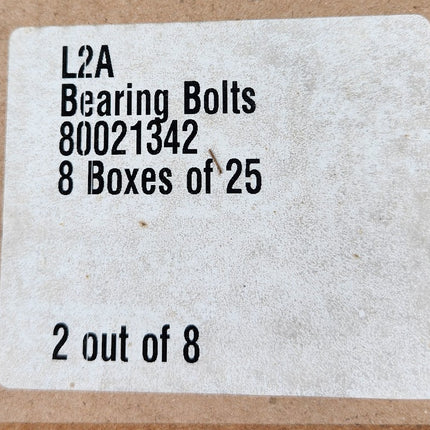 L2A
Bearing Bolts
80021342
8 Boxes of 25
2 out of 8